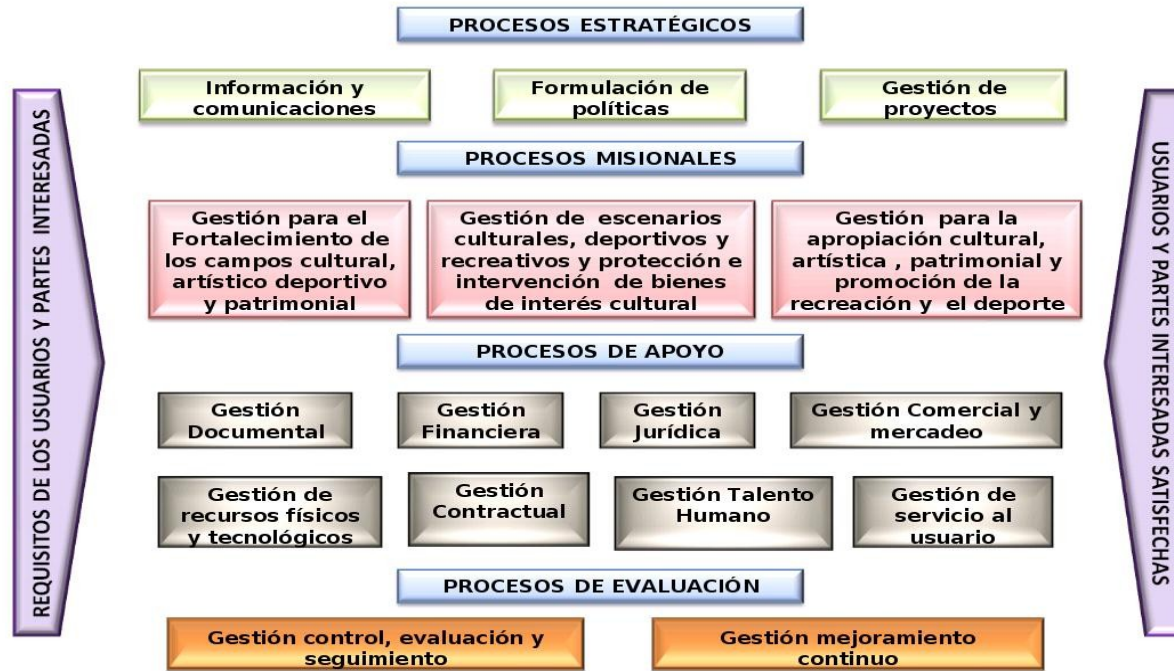 PROCESOS ESTRATÉGICOS
Información y
comunicaciones
Formulación de
políticas
Gestión de
proyectos
REQUISITOS DE LOS USUARIOS Y PARTES INTERESADAS
USUARIOS Y PARTES INTERESADAS SATISFECHAS
PROCESOS MISIONALES
Gestión para el
Fortalecimiento de
los campos cultural,
artístico deportivo
y patrimonial
Gestión de escenarios
culturales, deportivos y
recreativos y protección e
intervención de bienes
de interés cultural
Gestión para la
apropiación cultural,
artística , patrimonial y
promoción de la
recreación y el deporte
PROCESOS DE APOYO
Gestión
Documental
Gestión
Financiera
Gestión
Jurídica
Gestión Comercial y
mercadeo
Gestión de
recursos físicos
y tecnológicos
Gestión
Contractual
Gestión Talento
Humano
Gestión de
servicio al
usuario
PROCESOS DE EVALUACIÓN
Gestión control, evaluación y
seguimiento
Gestión mejoramiento
continuo